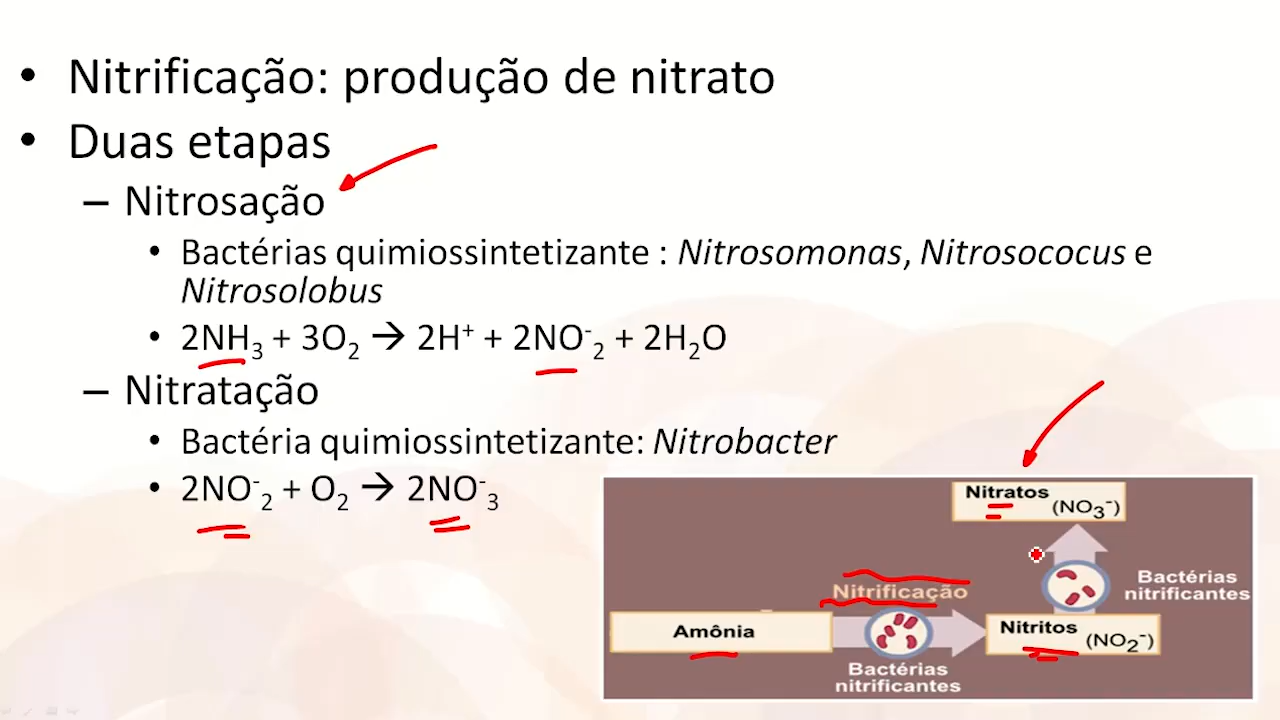 • Nitrificação: produção de nitrato
• Duas etapas
– Nitrosação
• Bactérias quimiossintetizante : Nitrosomonas, Nitrosococus e
Nitrosolobus
• 2NH₃ + 3O₂ → 2H⁺ + 2NO⁻₂ + 2H₂O
– Nitratação
• Bactéria quimiossintetizante: Nitrobacter
• 2NO⁻₂ + O₂ → 2NO⁻₃
Nitratos (NO₃⁻)
Bactérias
nitrificantes
Nitrificação
Amônia
Nitritos (NO₂⁻)
Bactérias
nitrificantes